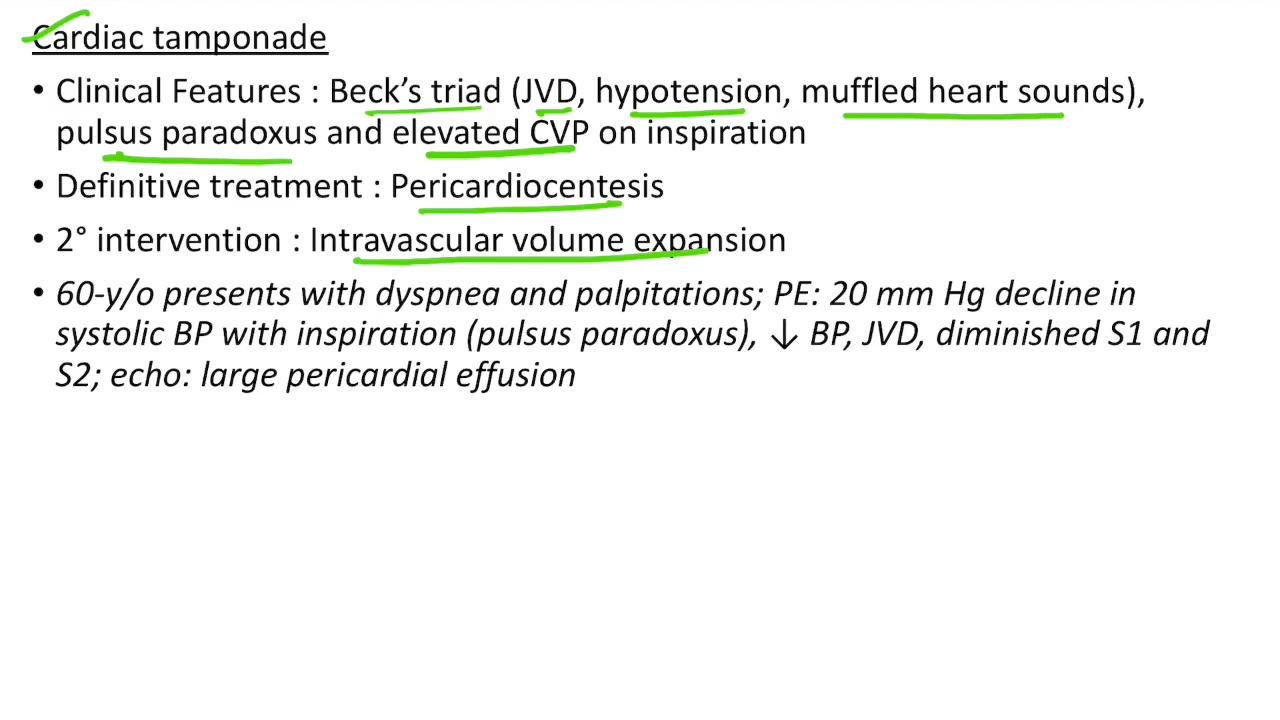 Cardiac tamponade
• Clinical Features : Beck’s triad (JVD, hypotension, muffled heart sounds),
pulsus paradoxus and elevated CVP on inspiration
• Definitive treatment : Pericardiocentesis
• 2° intervention : Intravascular volume expansion
• 60-y/o presents with dyspnea and palpitations; PE: 20 mm Hg decline in
systolic BP with inspiration (pulsus paradoxus), ↓ BP, JVD, diminished S1 and
S2; echo: large pericardial effusion